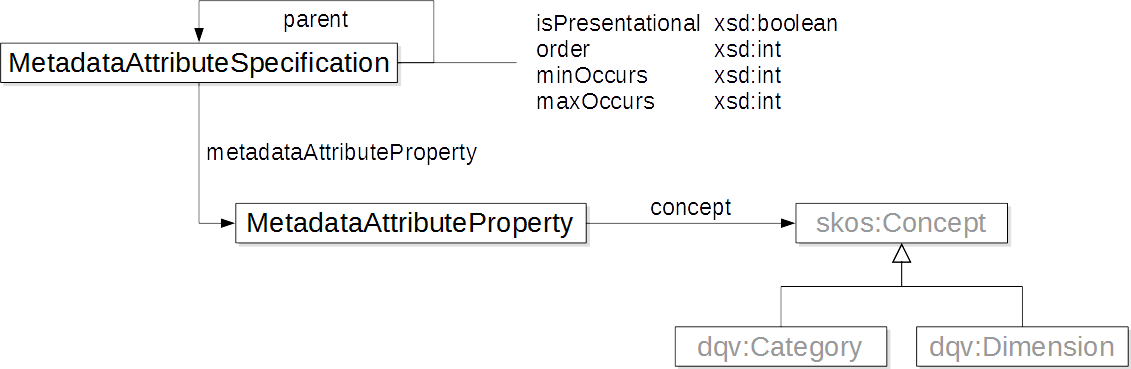 parent
isPresentational xsd:boolean
order xsd:int
MetadataAttributeSpecification
minOccurs xsd:int
maxOccurs xsd:int
metadataAttributeProperty
MetadataAttributeProperty
concept
skos:Concept
dqv:Category
dqv:Dimension